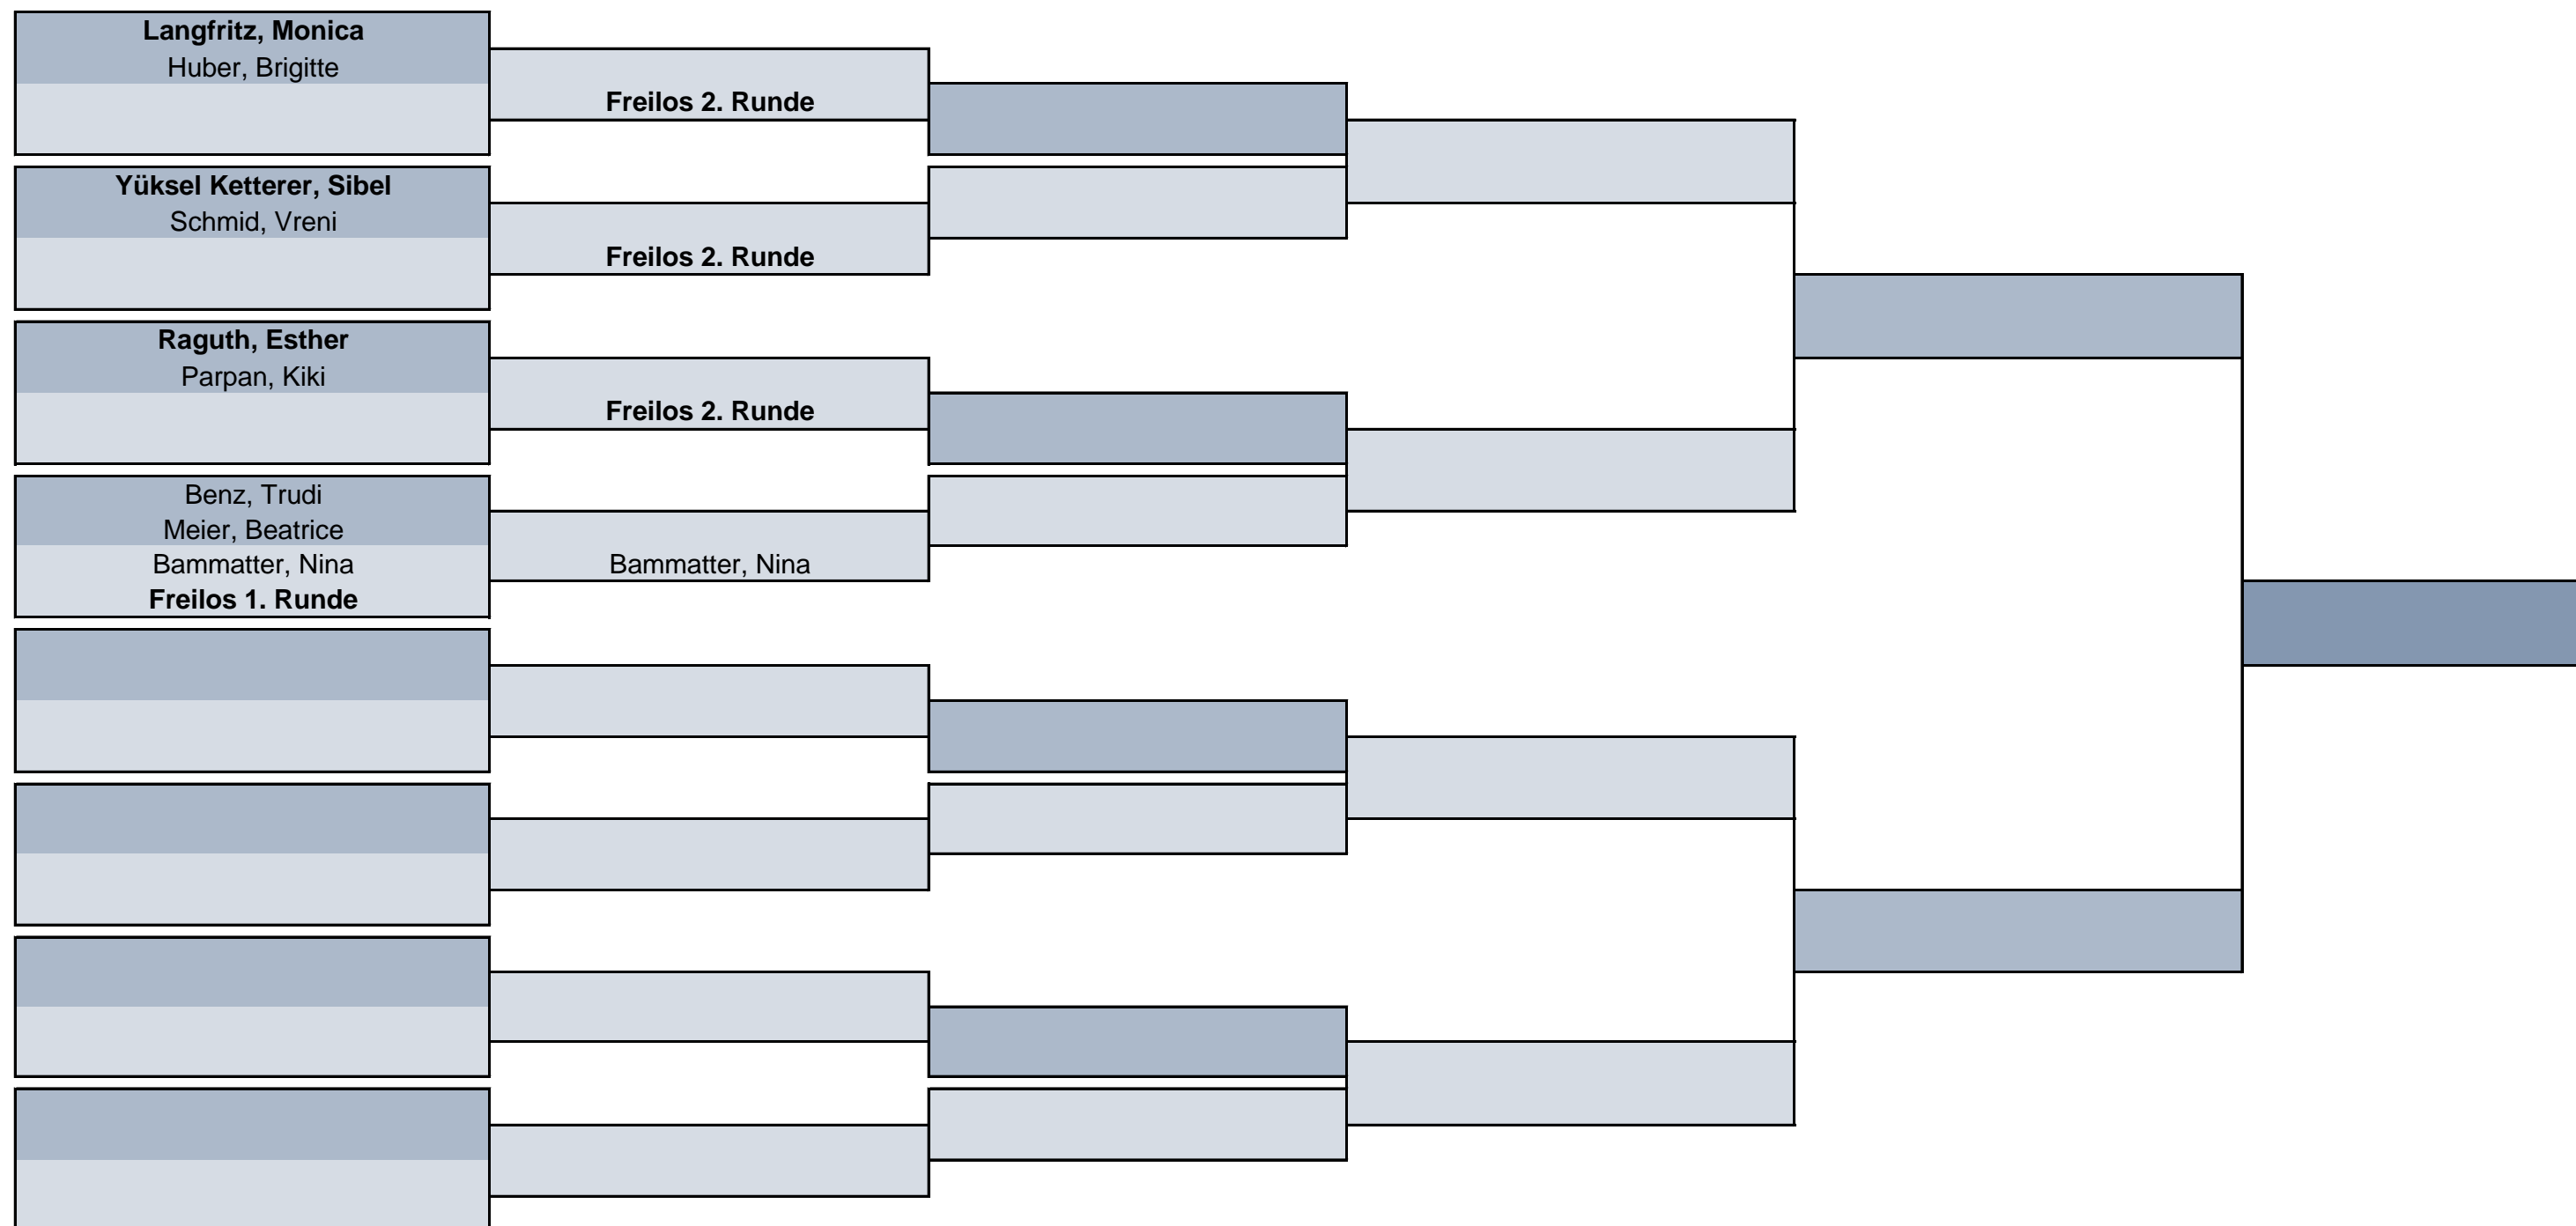 Langfritz, Monica
Huber, Brigitte
Freilos 2. Runde
Yüksel Ketterer, Sibel
Schmid, Vreni
Freilos 2. Runde
Raguth, Esther
Parpan, Kiki
Freilos 2. Runde
Benz, Trudi
Meier, Beatrice
Bammatter, Nina
Freilos 1. Runde
Bammatter, Nina